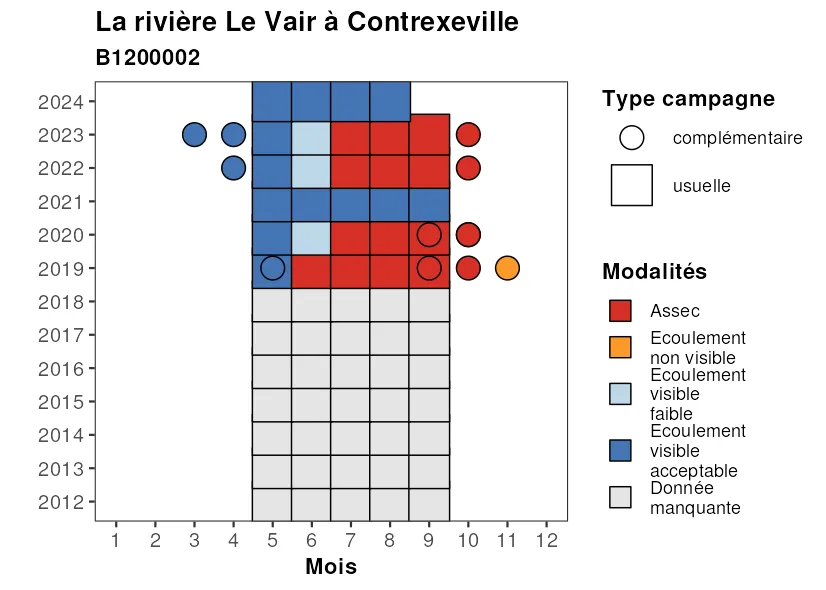 La rivière Le Vair à Contrexeville
B1200002
2024
2023
2022
2021
2020
2019
2018
2017
2016
2015
2014
2013
2012
1 2 3 4 5 6 7 8 9 10 11 12
Mois
Type campagne
complémentaire
usuelle
Modalités
Assec
Ecoulement
non visible
Ecoulement
visible
faible
Ecoulement
visible
acceptable
Donnée
manquante